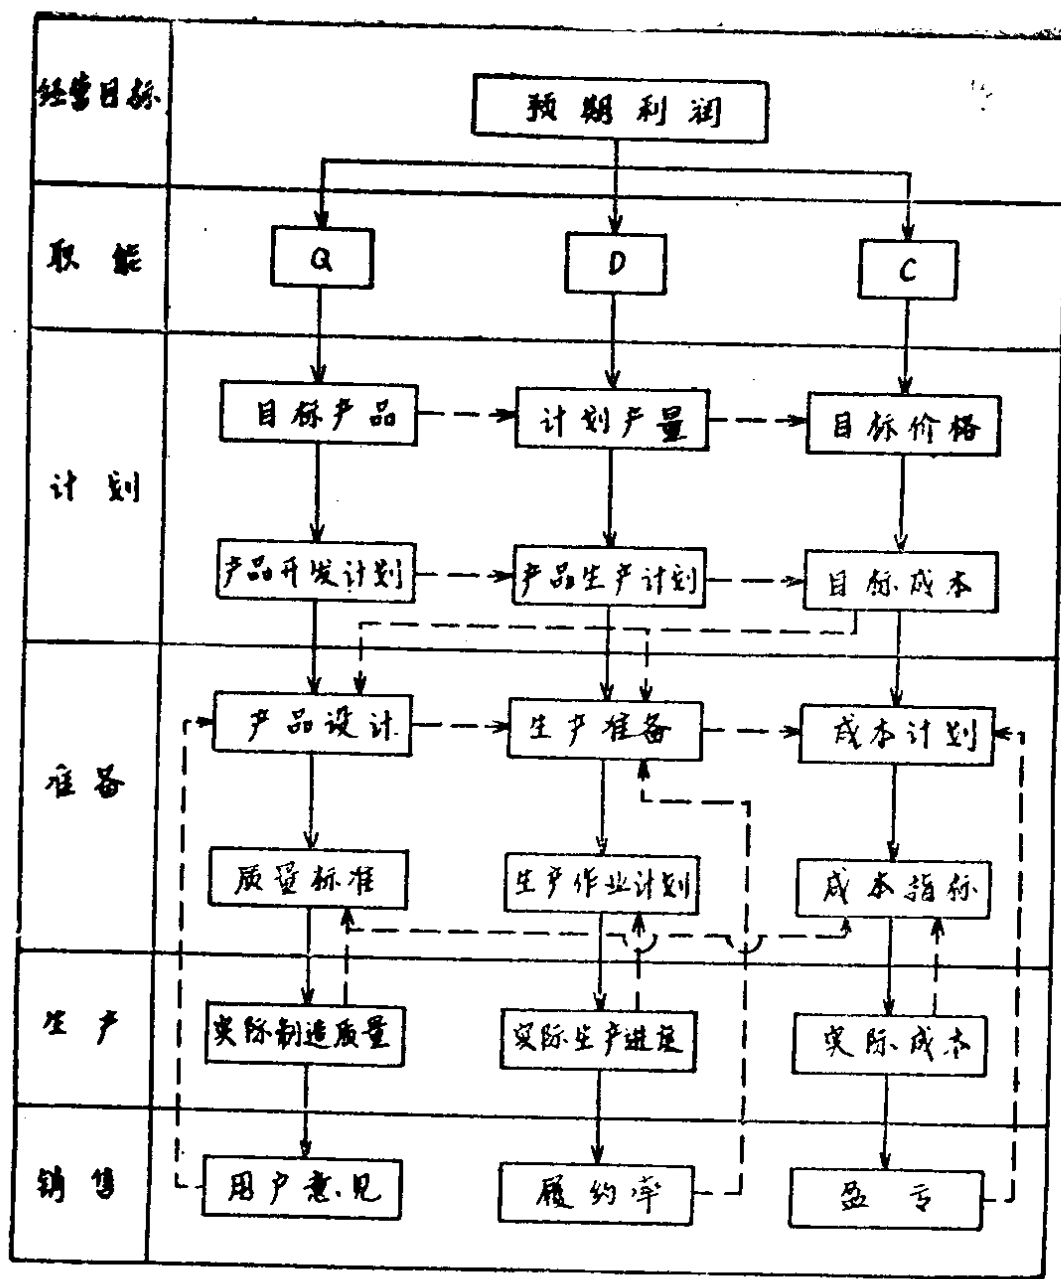 经营目标
预期利润
职能
Q
D
C
计划
目标产品
计划产量
目标价格
产品开发计划
产品生产计划
目标成本
准备
产品设计
生产准备
成本计划
质量标准
生产作业计划
成本指标
生产
实际制造质量
实际生产进度
实际成本
销售
用户意见
履约率
盈亏